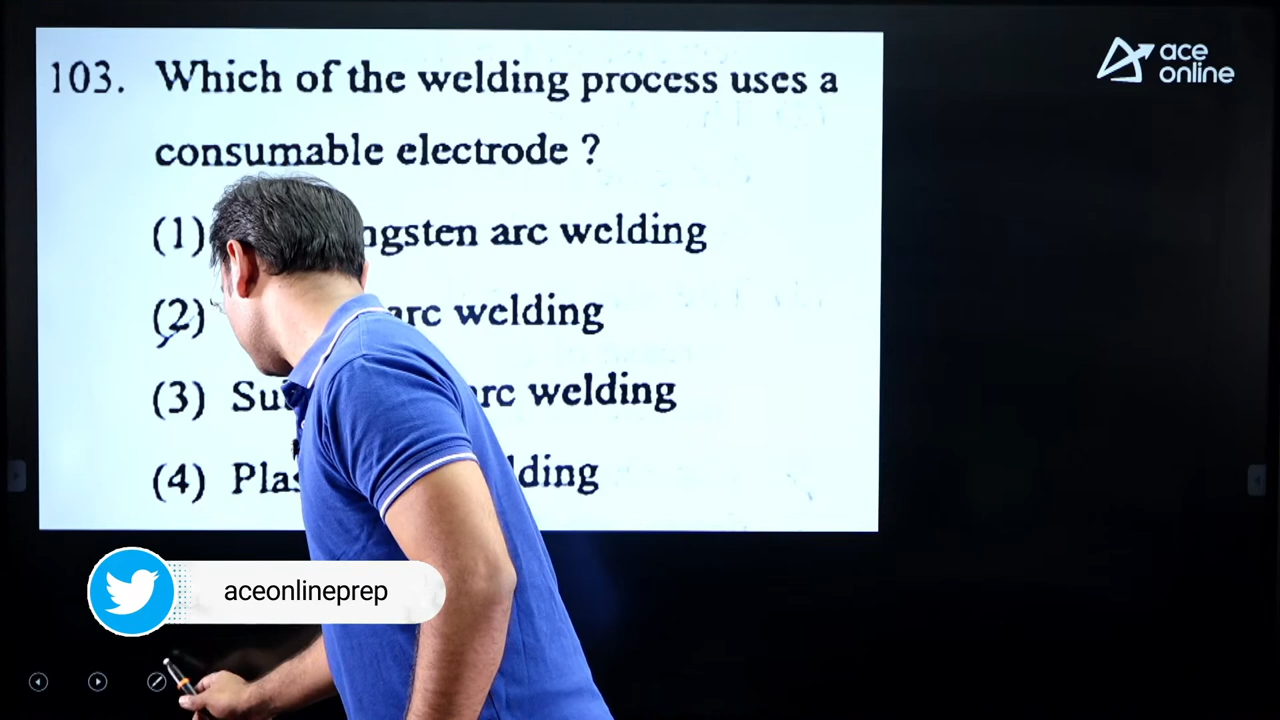 103. Which of the welding process uses a
consumable electrode ?
(1) ngsten arc welding
(2) arc welding
(3) Su rc welding
(4) Plas lding
ace
online
aceonlineprep